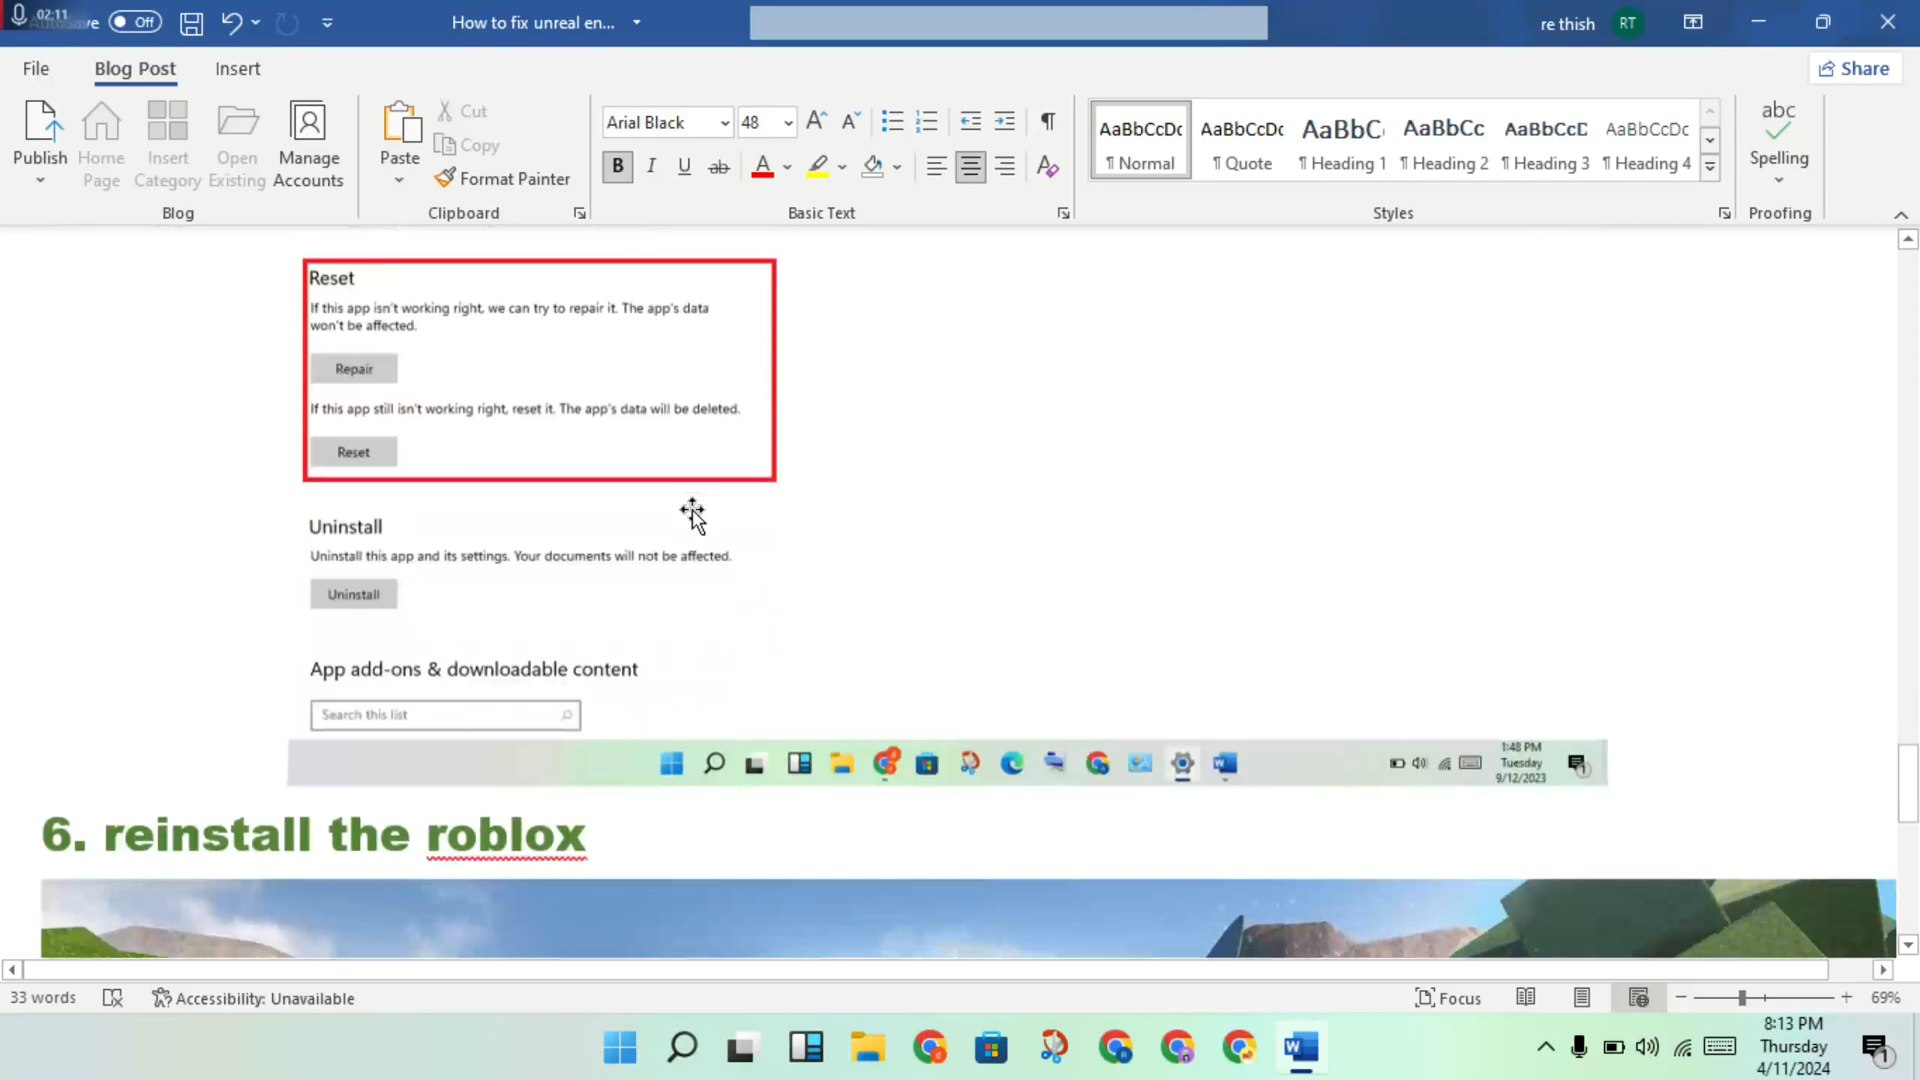 02:11
ve Off How to fix unreal en... re thish RT
File Blog Post Insert Share
Publish Home Page Insert Category Open Existing Manage Accounts
Paste Cut Copy Format Painter
Arial Black 48
B I U ab A
AaBbCcDc AaBbCcDc AaBbC AaBbCc AaBbCcD AaBbCcDc
¶ Normal ¶ Quote ¶ Heading 1 ¶ Heading 2 ¶ Heading 3 ¶ Heading 4
abc
Spelling
Blog Clipboard Basic Text Styles Proofing
Reset
If this app isn't working right, we can try to repair it. The app's data
won't be affected.
Repair
If this app still isn't working right, reset it. The app's data will be deleted.
Reset
Uninstall
Uninstall this app and its settings. Your documents will not be affected.
Uninstall
App add-ons & downloadable content
Search this list
1:48 PM
Tuesday
9/12/2023
1
6. reinstall the roblox
33 words Accessibility: Unavailable Focus 69%
8:13 PM
Thursday
4/11/2024
1